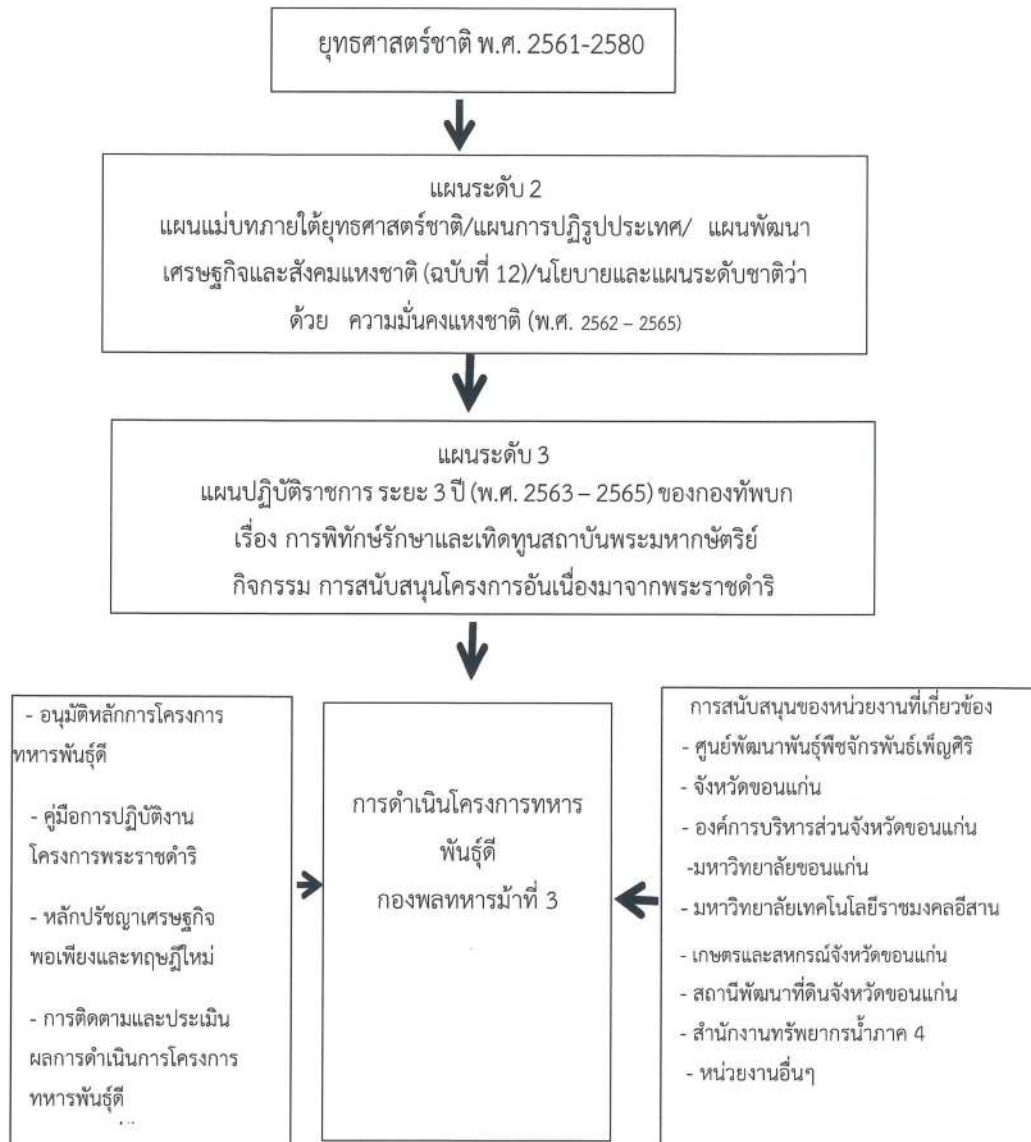 ยุทธศาสตร์ชาติ พ.ศ. 2561-2580
แผนระดับ 2
แผนแม่บทภายใต้ยุทธศาสตร์ชาติ/แผนการปฏิรูปประเทศ/ แผนพัฒนา
เศรษฐกิจและสังคมแหงชาติ (ฉบับที่ 12)/นโยบายและแผนระดับชาติว่า
ด้วย ความมั่นคงแหงชาติ (พ.ศ. 2562 – 2565)
แผนระดับ 3
แผนปฏิบัติราชการ ระยะ 3 ปี (พ.ศ. 2563 – 2565) ของกองทัพบก
เรื่อง การพิทักษ์รักษาและเทิดทูนสถาบันพระมหากษัตริย์
กิจกรรม การสนับสนุนโครงการอันเนื่องมาจากพระราชดำริ
- อนุมัติหลักการโครงการ
ทหารพันธุ์ดี
- คู่มือการปฏิบัติงาน
โครงการพระราชดำริ
- หลักปรัชญาเศรษฐกิจ
พอเพียงและทฤษฎีใหม่
- การติดตามและประเมิน
ผลการดำเนินการโครงการ
ทหารพันธุ์ดี
การดำเนินโครงการทหาร
พันธุ์ดี
กองพลทหารม้าที่ 3
การสนับสนุนของหน่วยงานที่เกี่ยวข้อง
- ศูนย์พัฒนาพันธุ์พืชจักรพันธ์เพ็ญศิริ
- จังหวัดขอนแก่น
- องค์การบริหารส่วนจังหวัดขอนแก่น
-มหาวิทยาลัยขอนแก่น
- มหาวิทยาลัยเทคโนโลยีราชมงคลอีสาน
- เกษตรและสหกรณ์จังหวัดขอนแก่น
- สถานีพัฒนาที่ดินจังหวัดขอนแก่น
- สำนักงานทรัพยากรน้ำภาค 4
- หน่วยงานอื่นๆ